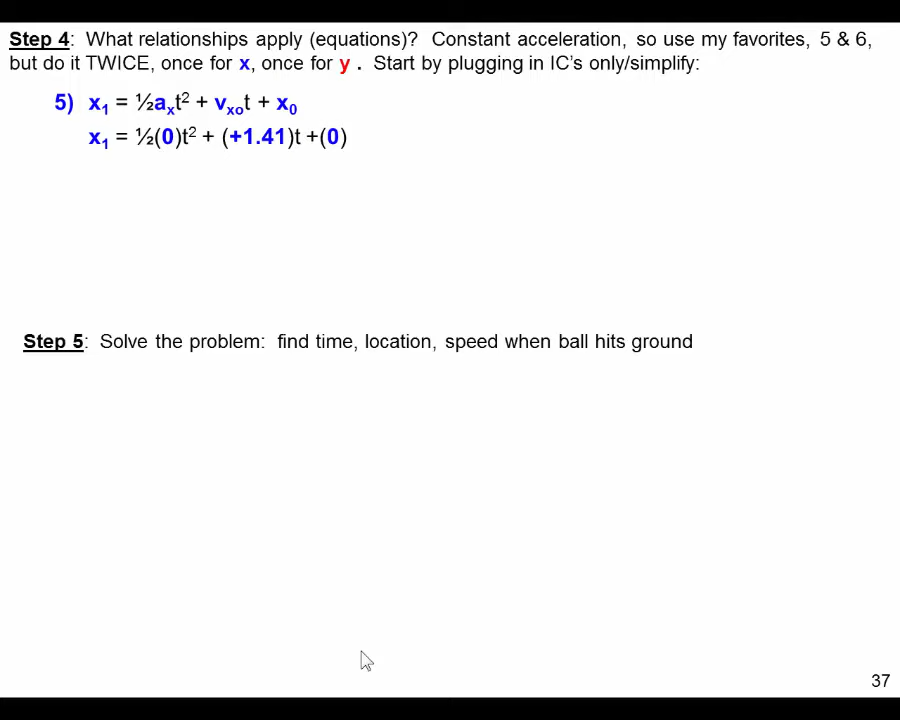 Step 4: What relationships apply (equations)? Constant acceleration, so use my favorites, 5 & 6,
but do it TWICE, once for x, once for y . Start by plugging in IC’s only/simplify:
5) x₁ = ½aₓt² + vₓₒt + x₀
x₁ = ½(0)t² + (+1.41)t +(0)
Step 5: Solve the problem: find time, location, speed when ball hits ground
37